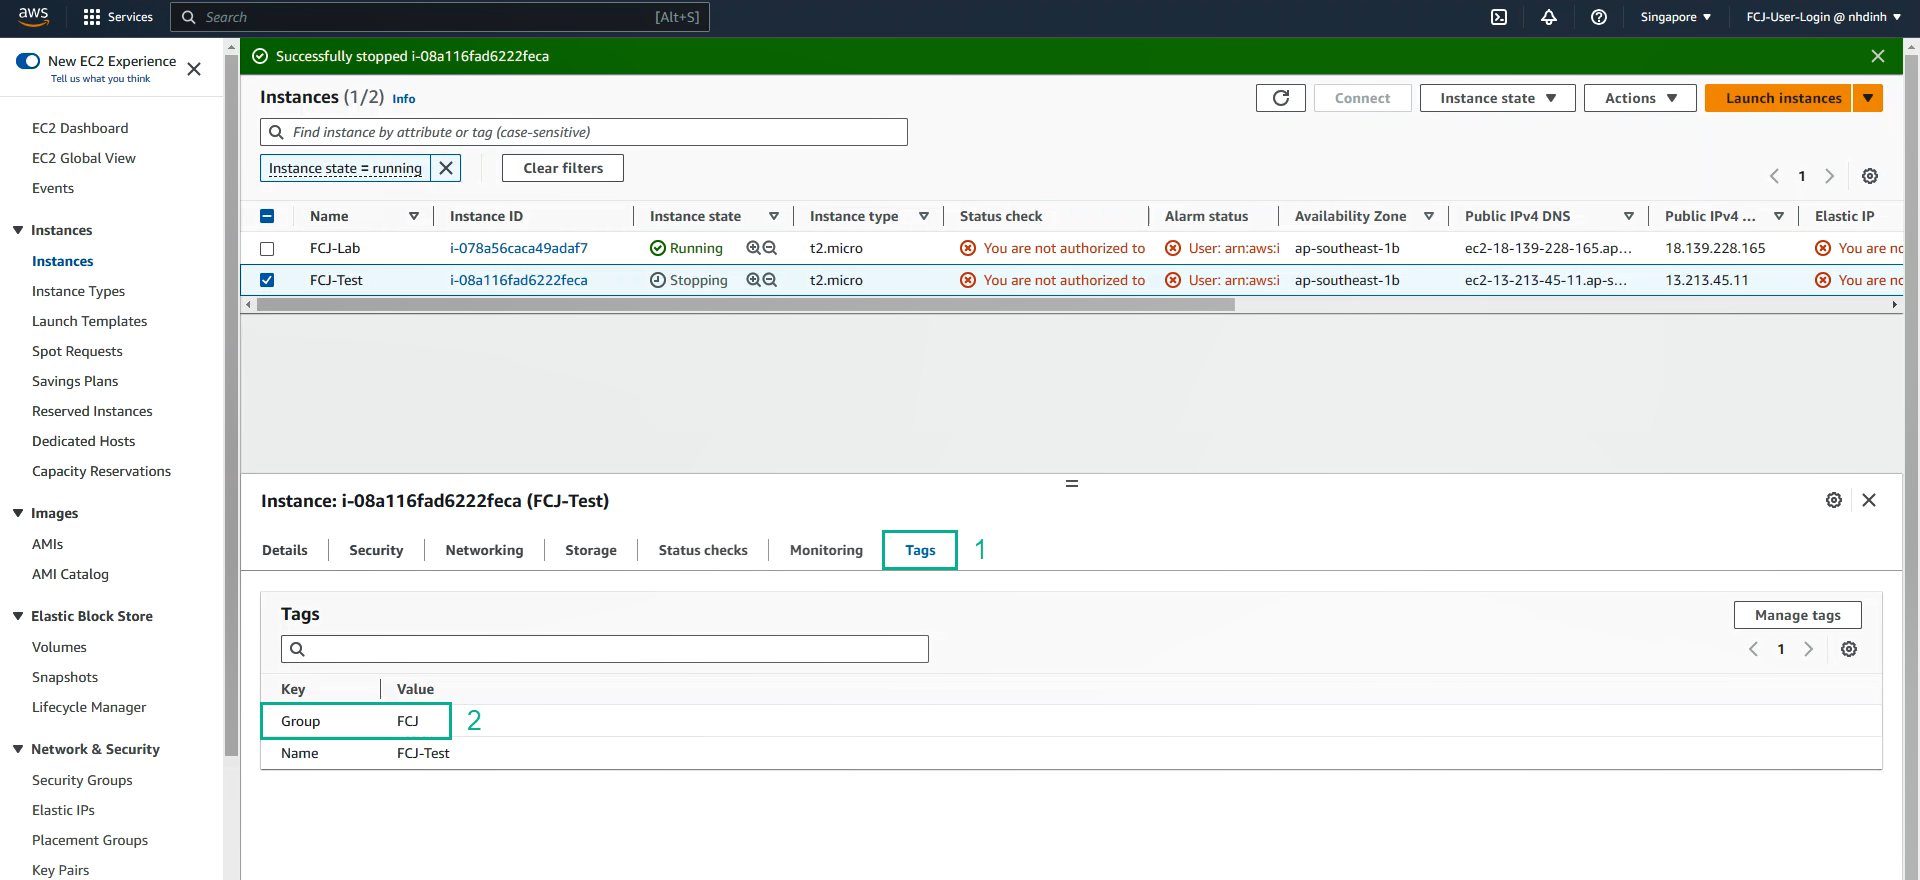 aws Services Search [Alt+S] Singapore FCJ-User-Login @ nhdinh
New EC2 Experience
Tell us what you think
EC2 Dashboard
EC2 Global View
Events
Instances
Instances
Instance Types
Launch Templates
Spot Requests
Savings Plans
Reserved Instances
Dedicated Hosts
Capacity Reservations
Images
AMIs
AMI Catalog
Elastic Block Store
Volumes
Snapshots
Lifecycle Manager
Network & Security
Security Groups
Elastic IPs
Placement Groups
Key Pairs
Successfully stopped i-08a116fad6222feca
Instances (1/2) Info Connect Instance state Actions Launch instances
Find instance by attribute or tag (case-sensitive)
Instance state = running Clear filters 1
Name Instance ID Instance state Instance type Status check Alarm status Availability Zone Public IPv4 DNS Public IPv4 ... Elastic IP
FCJ-Lab i-078a56caca49adaf7 Running t2.micro You are not authorized to User: arn:aws:i ap-southeast-1b ec2-18-139-228-165.ap... 18.139.228.165 You are no
FCJ-Test i-08a116fad6222feca Stopping t2.micro You are not authorized to User: arn:aws:i ap-southeast-1b ec2-13-213-45-11.ap-s... 13.213.45.11 You are no
Instance: i-08a116fad6222feca (FCJ-Test)
Details Security Networking Storage Status checks Monitoring Tags 1
Tags Manage tags
1
Key Value
Group FCJ 2
Name FCJ-Test